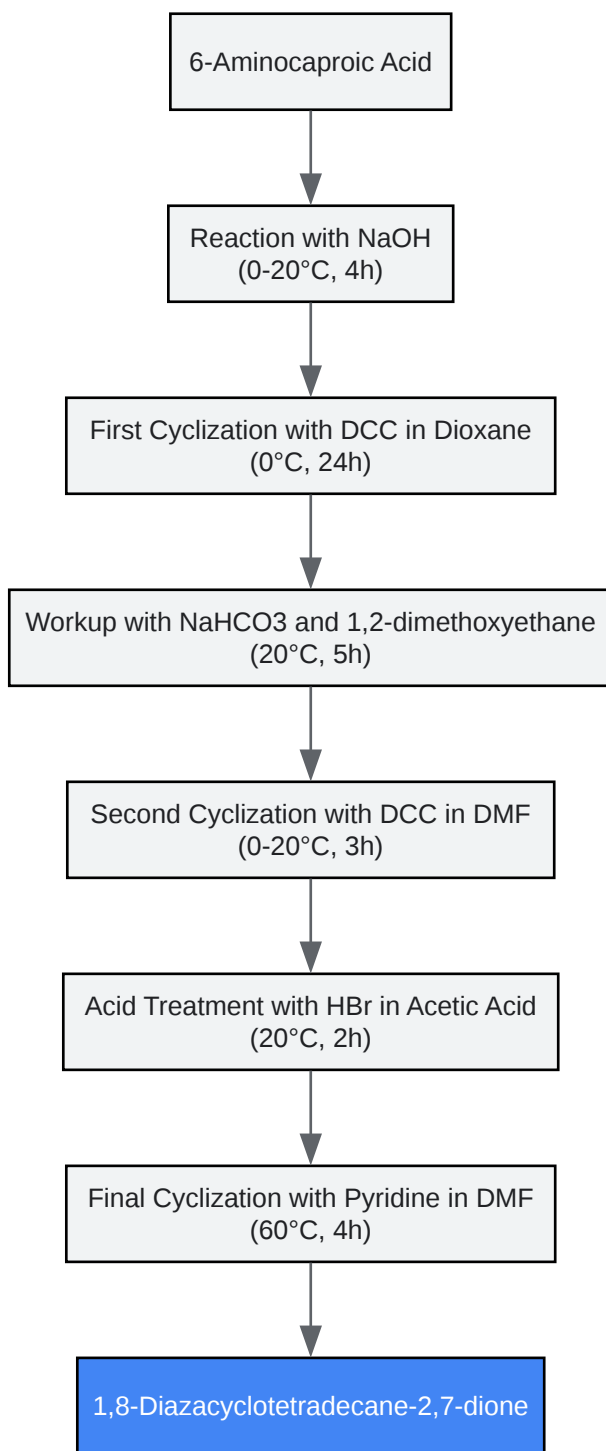 6-Aminocaproic Acid
Reaction with NaOH
(0-20°C, 4h)
First Cyclization with DCC in Dioxane
(0°C, 24h)
Workup with NaHCO3 and 1,2-dimethoxyethane
(20°C, 5h)
Second Cyclization with DCC in DMF
(0-20°C, 3h)
Acid Treatment with HBr in Acetic Acid
(20°C, 2h)
Final Cyclization with Pyridine in DMF
(60°C, 4h)
1,8-Diazacyclotetradecane-2,7-dione